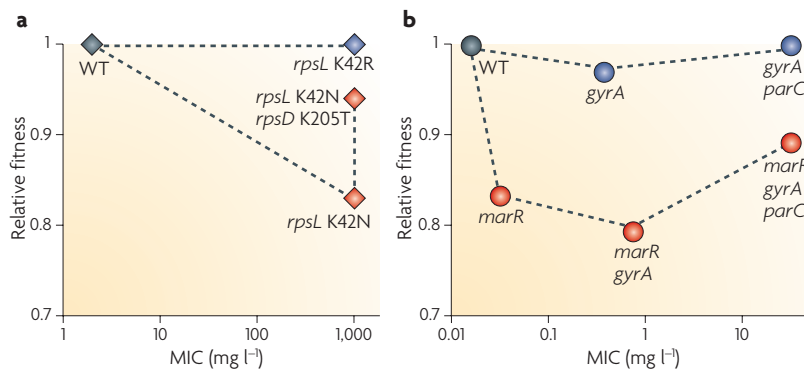 a
Relative fitness
1
0.9
0.8
0.7
WT
rpsL K42R
rpsL K42N
rpsD K205T
rpsL K42N
1
10
100
1,000
MIC (mg l⁻¹)
b
Relative fitness
1
0.9
0.8
0.7
WT
gyrA
gyrA
parC
marR
marR
gyrA
marR
gyrA
parC
0.01
0.1
1
10
MIC (mg l⁻¹)